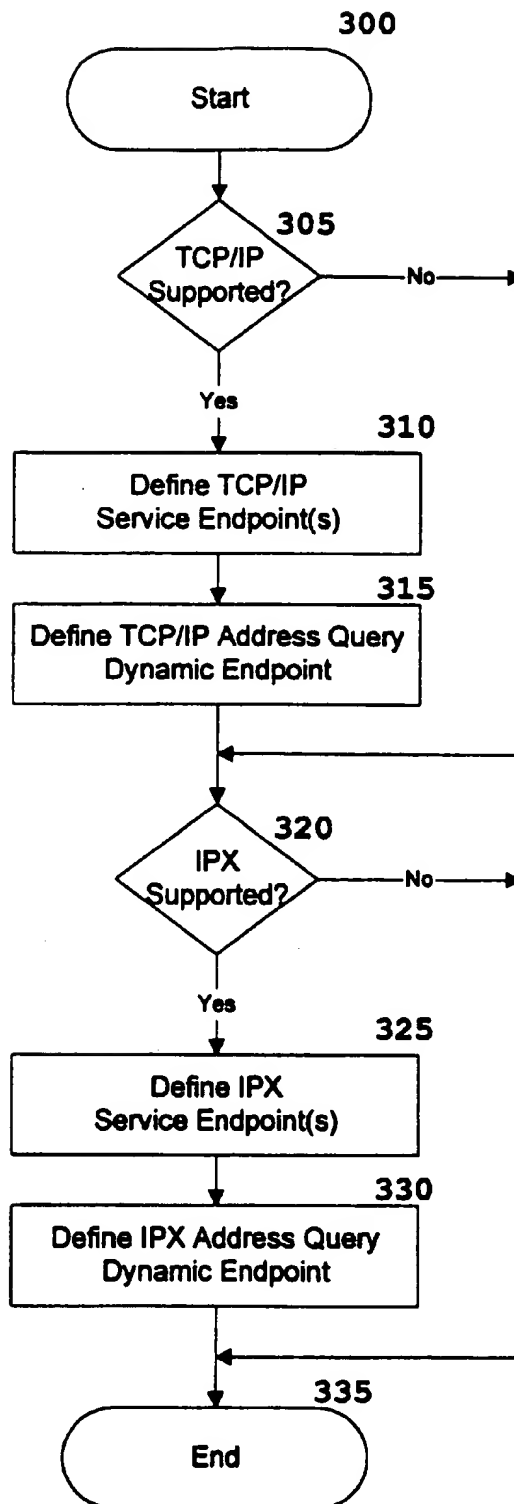 300
Start
305
TCP/IP
Supported?
No
Yes
310
Define TCP/IP
Service Endpoint(s)
315
Define TCP/IP Address Query
Dynamic Endpoint
320
IPX
Supported?
No
Yes
325
Define IPX
Service Endpoint(s)
330
Define IPX Address Query
Dynamic Endpoint
335
End